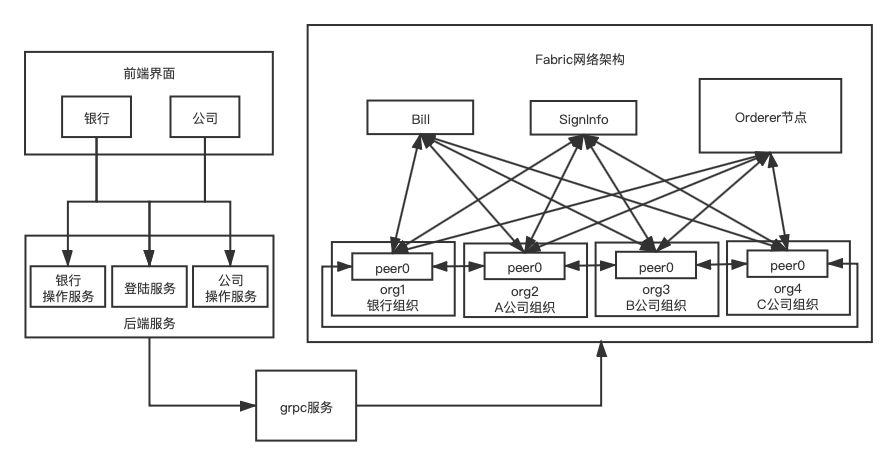 前端界面
银行
公司
银行
操作服务
登陆服务
公司
操作服务
后端服务
grpc服务
Fabric网络架构
Bill
SignInfo
Orderer节点
peer0
org1
银行组织
peer0
org2
A公司组织
peer0
org3
B公司组织
peer0
org4
C公司组织